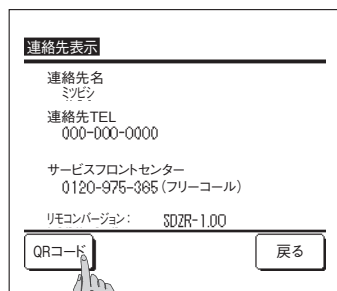 連絡先表示
連絡先名
ミツビシ
連絡先TEL
000-000-0000
サービスフロントセンター
0120-975-365(フリーコール)
リモコンバージョン: SDZR-1.00
QRコード 戻る